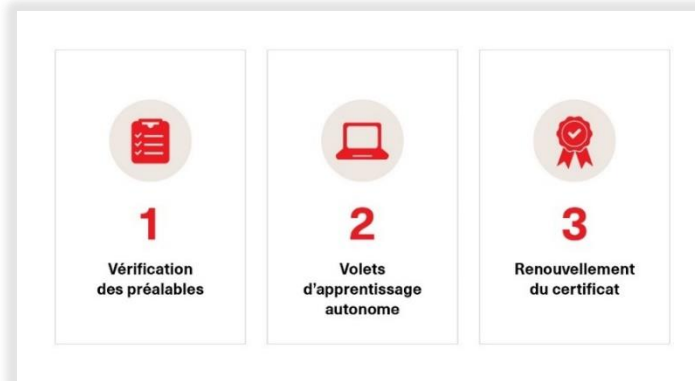 1
Vérification
des préalables
2
Volets
d'apprentissage
autonome
3
Renouvellement
du certificat